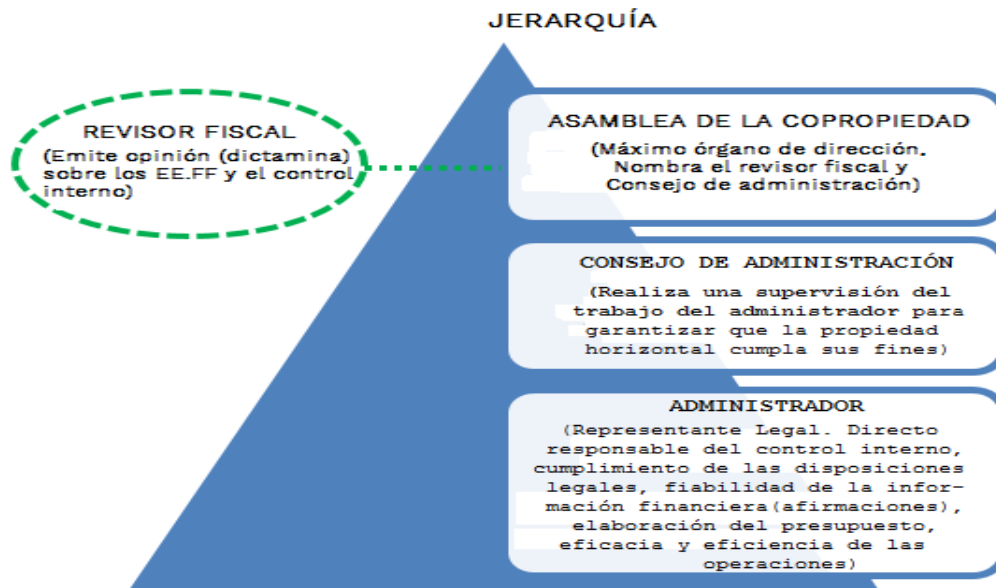 JERARQUÍA
REVISOR FISCAL
(Emite opinión (dictamina)
sobre los EE.FF y el control
interno)
ASAMBLEA DE LA COPROPIEDAD
(Máximo órgano de dirección.
Nombra el revisor fiscal y
Consejo de administración)
CONSEJO DE ADMINISTRACIÓN
(Realiza una supervisión del
trabajo del administrador para
garantizar que la propiedad
horizontal cumpla sus fines)
ADMINISTRADOR
(Representante Legal. Directo
responsable del control interno,
cumplimiento de las disposiciones
legales, fiabilidad de la infor-
mación financiera(afirmaciones),
elaboración del presupuesto,
eficacia y eficiencia de las
operaciones)